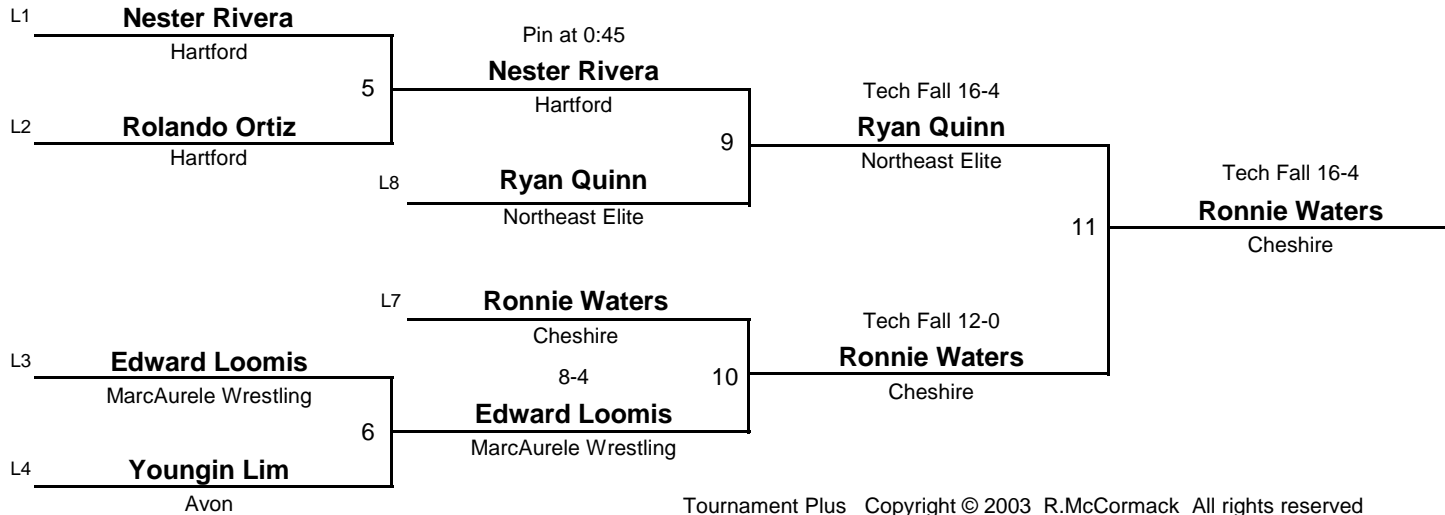 L1
Nester Rivera
Hartford
5
L2
Rolando Ortiz
Hartford
Pin at 0:45
Nester Rivera
Hartford
9
L8
Ryan Quinn
Northeast Elite
Tech Fall 16-4
Ryan Quinn
Northeast Elite
11
Tech Fall 16-4
Ronnie Waters
Cheshire
L7
Ronnie Waters
Cheshire
L3
Edward Loomis
MarcAurele Wrestling
6
L4
Youngin Lim
Avon
8-4
Edward Loomis
MarcAurele Wrestling
10
Tech Fall 12-0
Ronnie Waters
Cheshire
Tournament Plus Copyright © 2003 R.McCormack All rights reserved